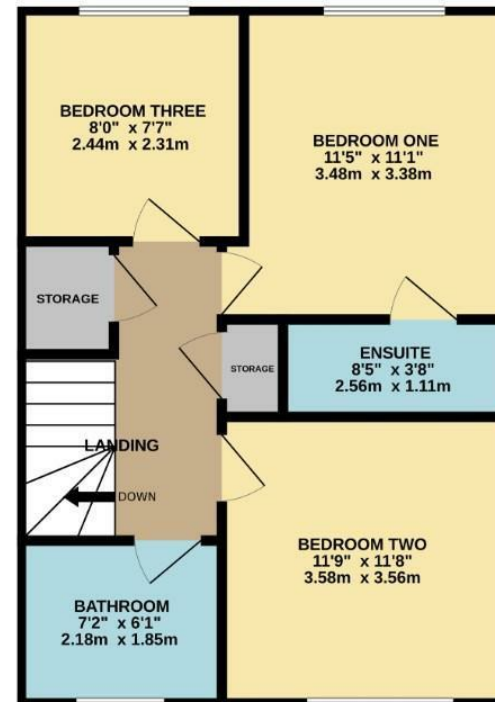 BEDROOM THREE
8'0" x 7'7"
2.44m x 2.31m
BEDROOM ONE
11'5" x 11'1"
3.48m x 3.38m
STORAGE
STORAGE
ENSUITE
8'5" x 3'8"
2.56m x 1.11m
LANDING
DOWN
BEDROOM TWO
11'9" x 11'8"
3.58m x 3.56m
BATHROOM
7'2" x 6'1"
2.18m x 1.85m